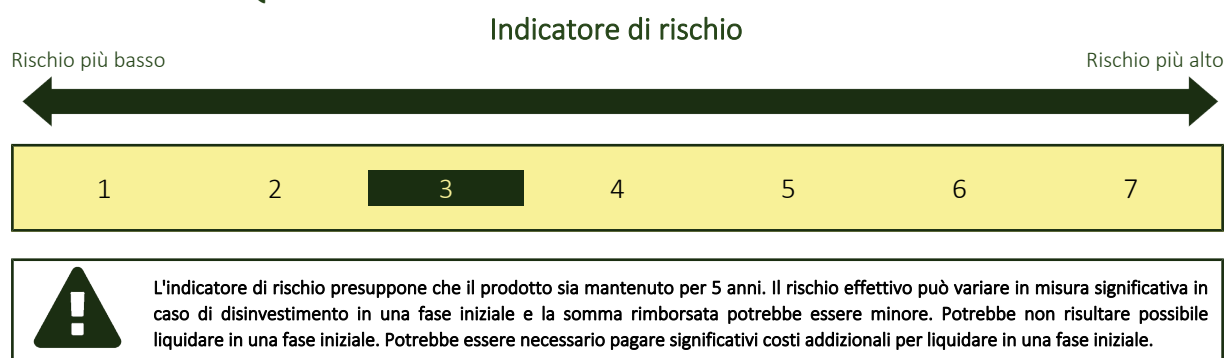 Indicatore di rischio
Rischio più basso
Rischio più alto
1 2 3 4 5 6 7
L'indicatore di rischio presuppone che il prodotto sia mantenuto per 5 anni. Il rischio effettivo può variare in misura significativa in
caso di disinvestimento in una fase iniziale e la somma rimborsata potrebbe essere minore. Potrebbe non risultare possibile
liquidare in una fase iniziale. Potrebbe essere necessario pagare significativi costi addizionali per liquidare in una fase iniziale.